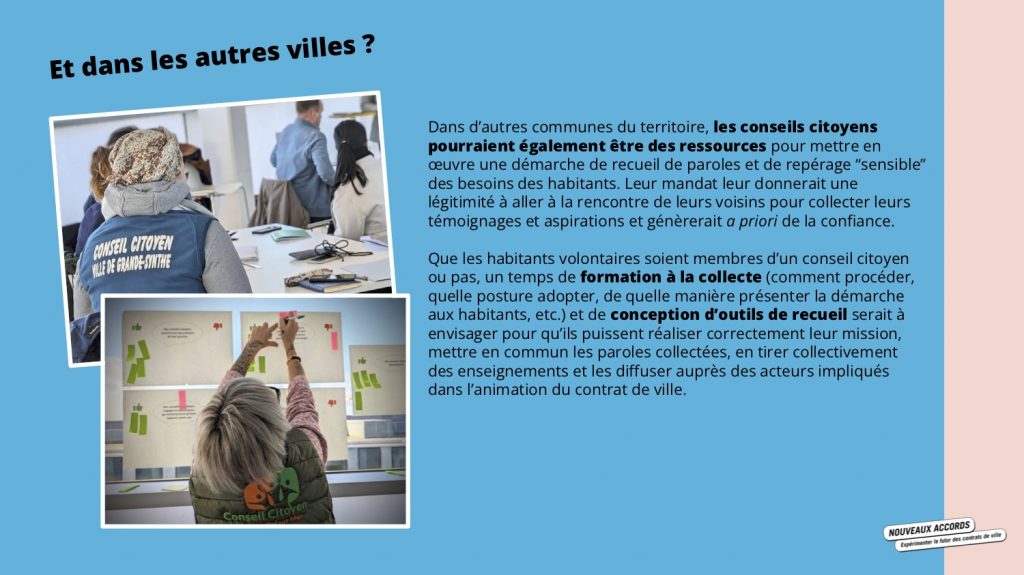 Et dans les autres villes ?
CONSEIL CITOYEN
VILLE DE GRANDE-SYNTHE
Conseil Citoyen
Dans d’autres communes du territoire, les conseils citoyens
pourraient également être des ressources pour mettre en
œuvre une démarche de recueil de paroles et de repérage “sensible”
des besoins des habitants. Leur mandat leur donnerait une
légitimité à aller à la rencontre de leurs voisins pour collecter leurs
témoignages et aspirations et génèrerait a priori de la confiance.
Que les habitants volontaires soient membres d’un conseil citoyen
ou pas, un temps de formation à la collecte (comment procéder,
quelle posture adopter, de quelle manière présenter la démarche
aux habitants, etc.) et de conception d’outils de recueil serait à
envisager pour qu’ils puissent réaliser correctement leur mission,
mettre en commun les paroles collectées, en tirer collectivement
des enseignements et les diffuser auprès des acteurs impliqués
dans l’animation du contrat de ville.
NOUVEAUX ACCORDS
Expérimenter le futur des contrats de ville